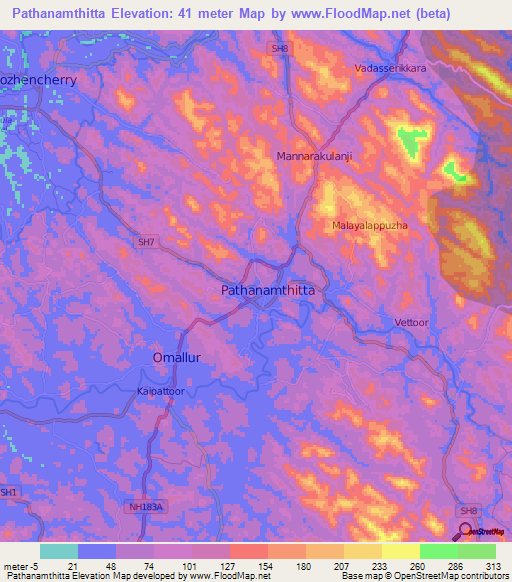 Pathanamthitta Elevation: 41 meter Map by www.FloodMap.net (beta)
SH8
Vadasserikkara
ozhencherry
Mannarakulanji
Malayalappuzha
SH7
Pathanamthitta
Vettoor
Omallur
Kaipattoor
SH1
NH183A
SH8
OpenStreetMap
meter -5 21 48 74 101 127 154 180 207 233 260 286 313
Pathanamthitta Elevation Map developed by www.FloodMap.net
Base map © OpenStreetMap contributors